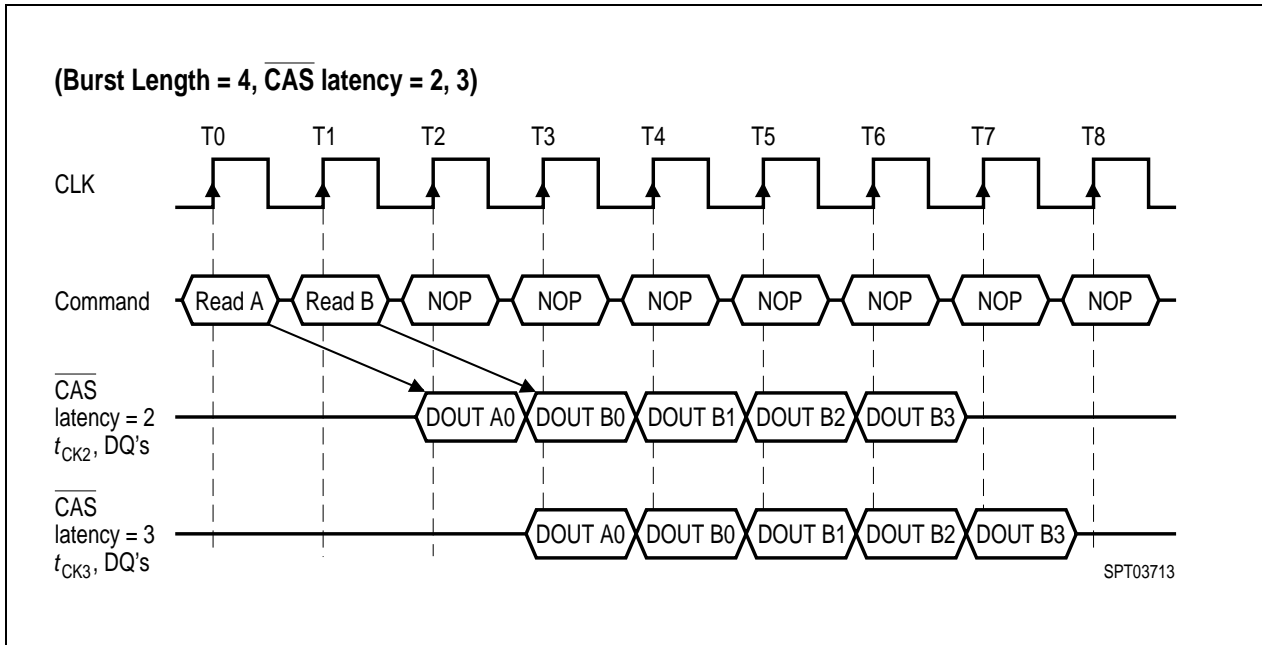 (Burst Length = 4, CAS latency = 2, 3)
T0 T1 T2 T3 T4 T5 T6 T7 T8
CLK
Command Read A Read B NOP NOP NOP NOP NOP NOP NOP
CAS
latency = 2 DOUT A0 DOUT B0 DOUT B1 DOUT B2 DOUT B3
tCK2, DQ's
CAS
latency = 3 DOUT A0 DOUT B0 DOUT B1 DOUT B2 DOUT B3
tCK3, DQ's
SPT03713